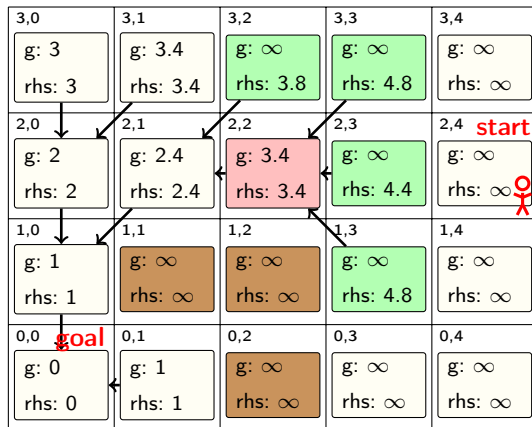 3,0 3,1 3,2 3,3 3,4
g: 3 g: 3.4 g: ∞ g: ∞ g: ∞
rhs: 3 rhs: 3.4 rhs: 3.8 rhs: 4.8 rhs: ∞
2,0 2,1 2,2 2,3 2,4 start
g: 2 g: 2.4 g: 3.4 g: ∞ g: ∞
rhs: 2 rhs: 2.4 rhs: 3.4 rhs: 4.4 rhs: ∞
1,0 1,1 1,2 1,3 1,4
g: 1 g: ∞ g: ∞ g: ∞ g: ∞
rhs: 1 rhs: ∞ rhs: ∞ rhs: 4.8 rhs: ∞
0,0 goal 0,1 0,2 0,3 0,4
g: 0 g: 1 g: ∞ g: ∞ g: ∞
rhs: 0 rhs: 1 rhs: ∞ rhs: ∞ rhs: ∞